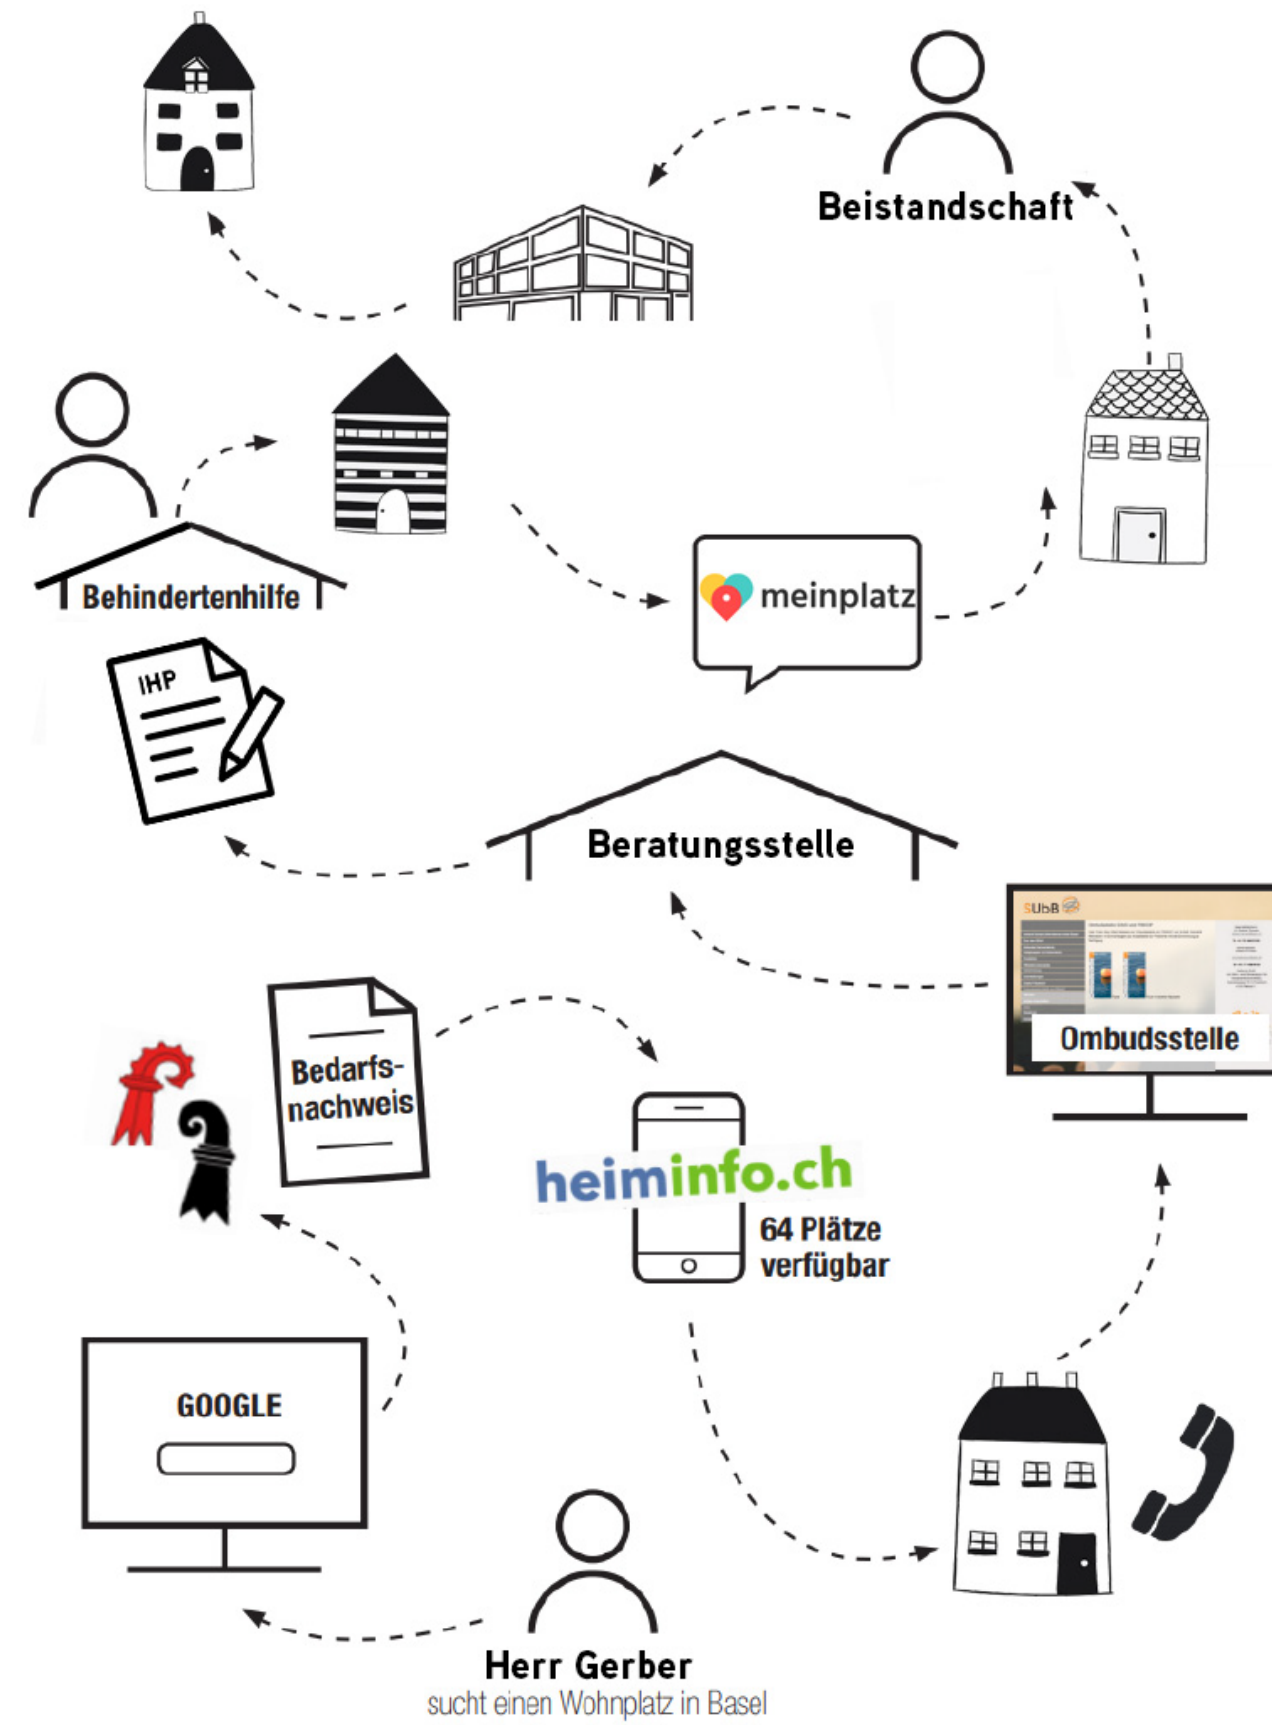 Beistandschaft
Behindertenhilfe
meinplatz
IHP
Beratungsstelle
SUbB
Ombudsstelle
Bedarfs-
nachweis
heiminfo.ch
64 Plätze
verfügbar
GOOGLE
Herr Gerber
sucht einen Wohnplatz in Basel